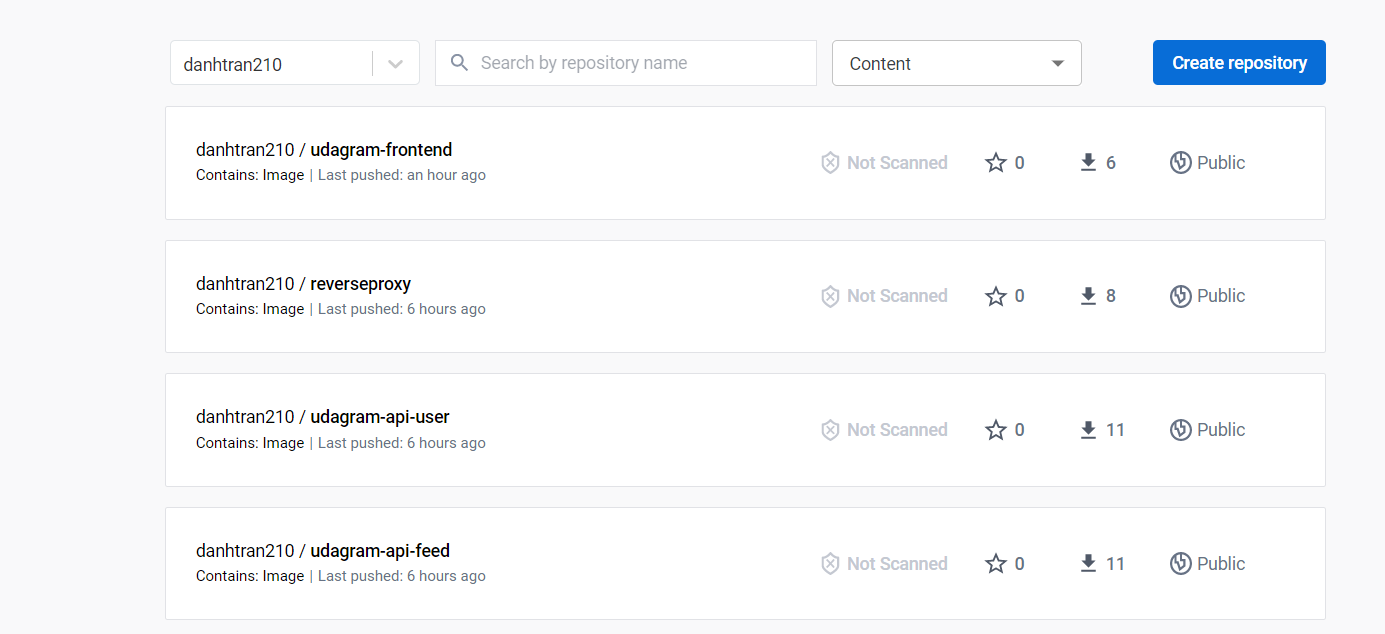 danhtran210
Search by repository name
Content
Create repository
danhtran210 / udagram-frontend
Contains: Image | Last pushed: an hour ago
Not Scanned
0
6
Public
danhtran210 / reverseproxy
Contains: Image | Last pushed: 6 hours ago
Not Scanned
0
8
Public
danhtran210 / udagram-api-user
Contains: Image | Last pushed: 6 hours ago
Not Scanned
0
11
Public
danhtran210 / udagram-api-feed
Contains: Image | Last pushed: 6 hours ago
Not Scanned
0
11
Public